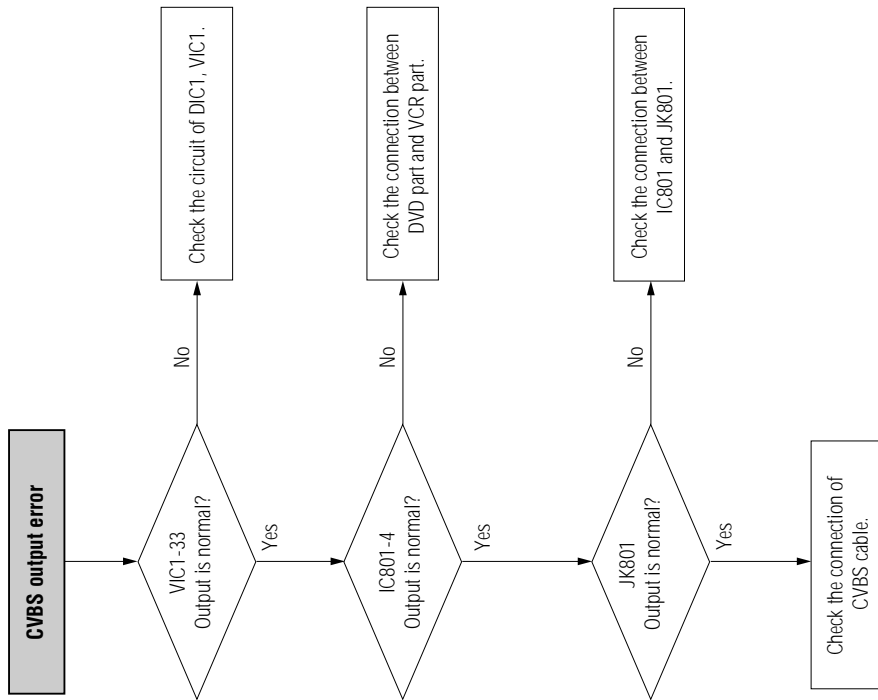 CVBS output error
VIC1-33
Output is normal?
No
Check the circuit of DIC1, VIC1.
Yes
IC801-4
Output is normal?
No
Check the connection between
DVD part and VCR part.
Yes
JK801
Output is normal?
No
Check the connection between
IC801 and JK801.
Yes
Check the connection of
CVBS cable.